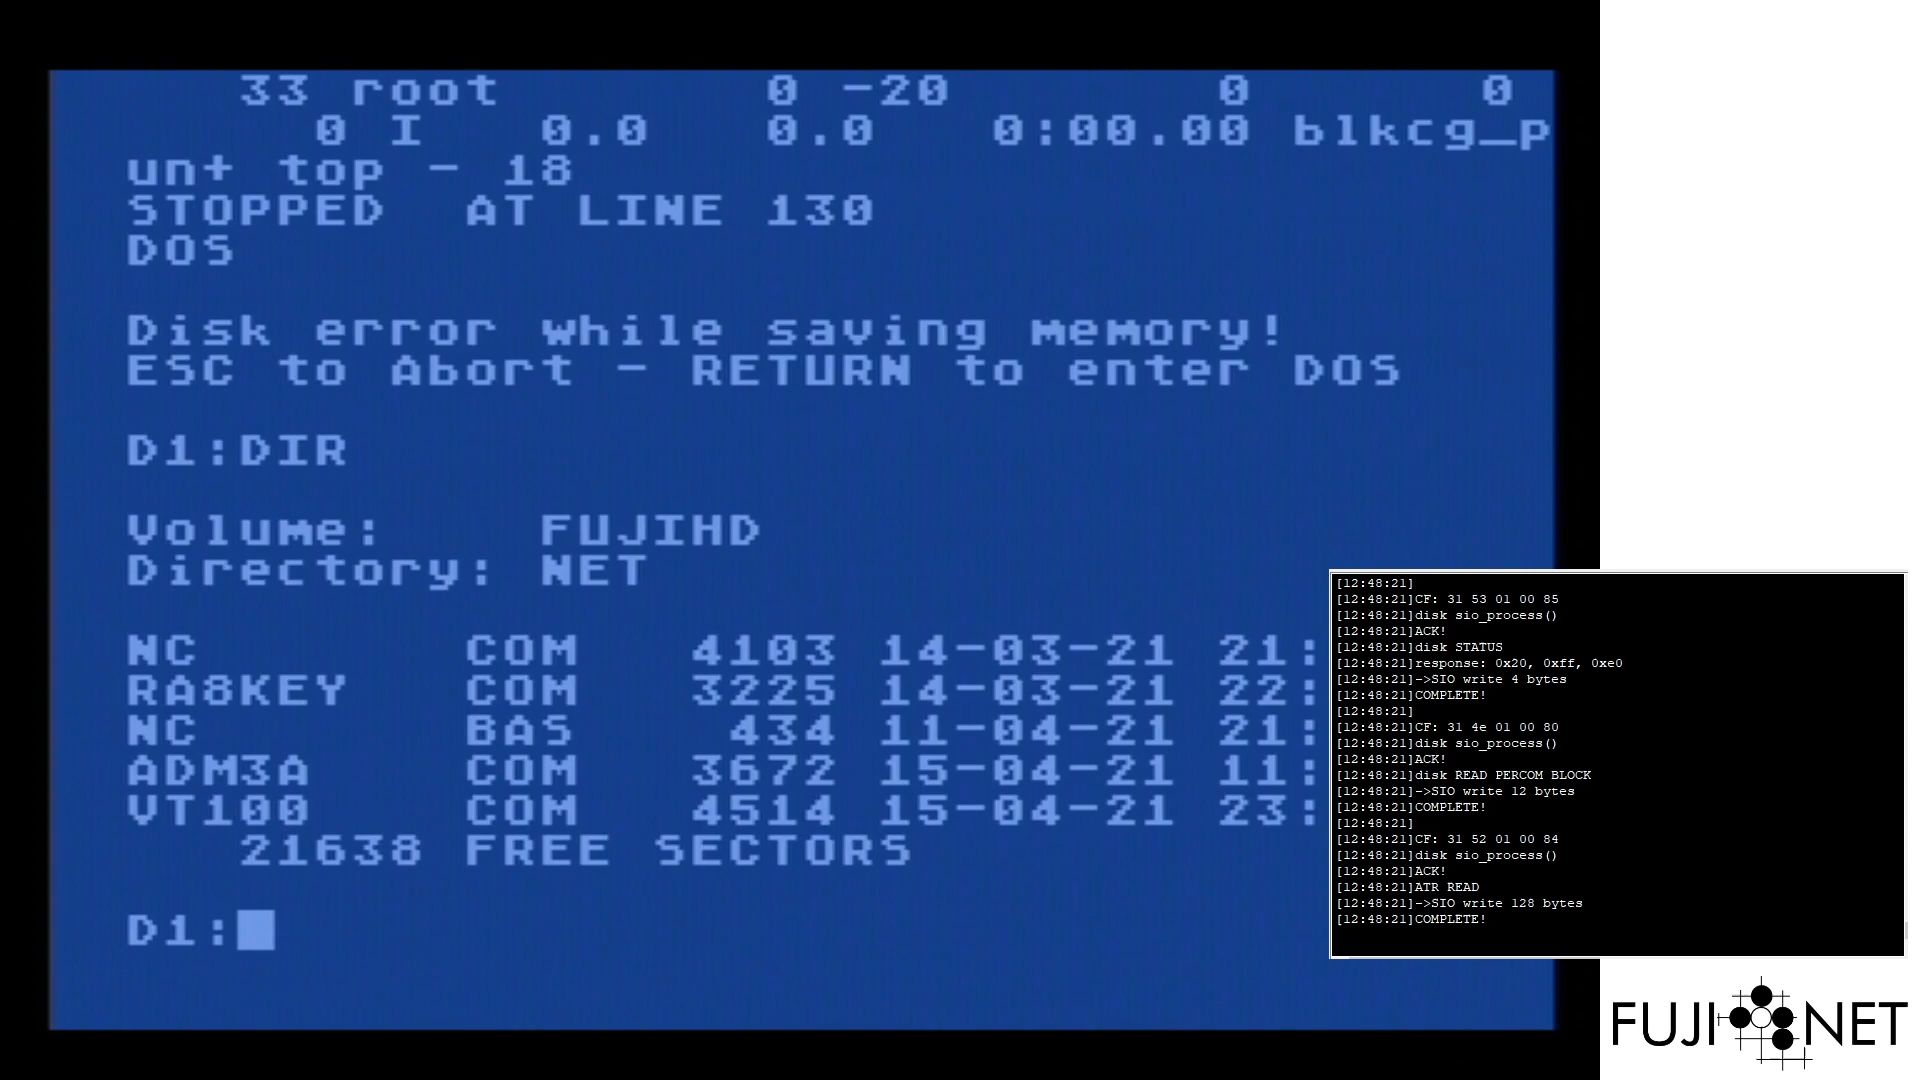 33 root 0 -20 0 0
0 I 0.0 0.0 0:00.00 blkcg_p
un+ top - 18
STOPPED AT LINE 130
DOS
Disk error while saving memory!
ESC to Abort - RETURN to enter DOS
D1:DIR
Volume: FUJIHD
Directory: NET
NC COM 4103 14-03-21 21:
RA8KEY COM 3225 14-03-21 22:
NC BAS 434 11-04-21 21:
ADM3A COM 3672 15-04-21 11:
VT100 COM 4514 15-04-21 23:
21638 FREE SECTORS
D1:
[12:48:21]
[12:48:21]CF: 31 53 01 00 85
[12:48:21]disk sio_process()
[12:48:21]ACK!
[12:48:21]disk STATUS
[12:48:21]response: 0x20, 0xff, 0xe0
[12:48:21]->SIO write 4 bytes
[12:48:21]COMPLETE!
[12:48:21]
[12:48:21]CF: 31 4e 01 00 80
[12:48:21]disk sio_process()
[12:48:21]ACK!
[12:48:21]disk READ PERCOM BLOCK
[12:48:21]->SIO write 12 bytes
[12:48:21]COMPLETE!
[12:48:21]
[12:48:21]CF: 31 52 01 00 84
[12:48:21]disk sio_process()
[12:48:21]ACK!
[12:48:21]ATR READ
[12:48:21]->SIO write 128 bytes
[12:48:21]COMPLETE!
FUJI NET